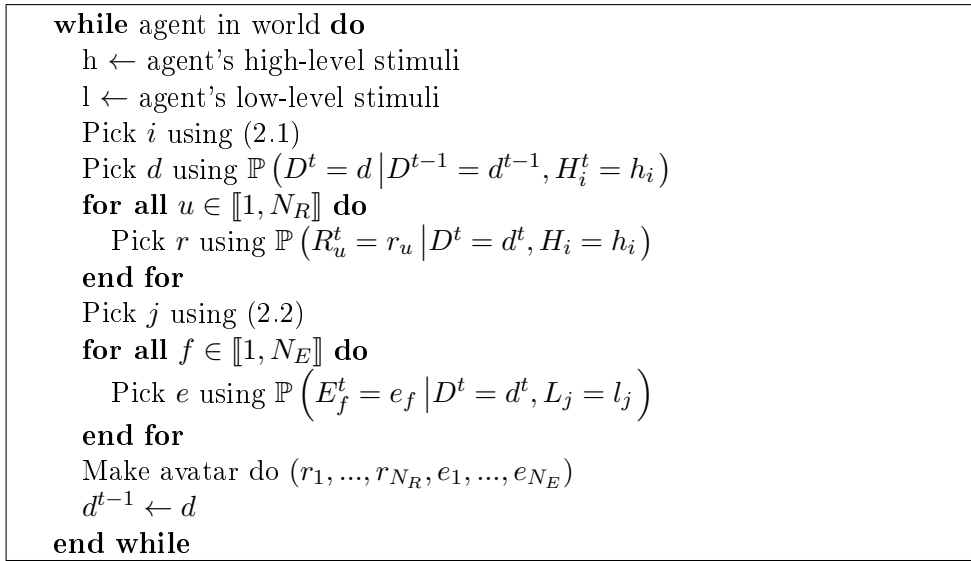 while agent in world do
h ← agent's high-level stimuli
l ← agent's low-level stimuli
Pick i using (2.1)
Pick d using ℙ (D^t = d | D^{t−1} = d^{t−1}, H_i^t = h_i)
for all u ∈ ⟦1, N_R⟧ do
Pick r using ℙ (R_u^t = r_u | D^t = d^t, H_i = h_i)
end for
Pick j using (2.2)
for all f ∈ ⟦1, N_E⟧ do
Pick e using ℙ (E_f^t = e_f | D^t = d^t, L_j = l_j)
end for
Make avatar do (r_1, ..., r_{N_R}, e_1, ..., e_{N_E})
d^{t−1} ← d
end while